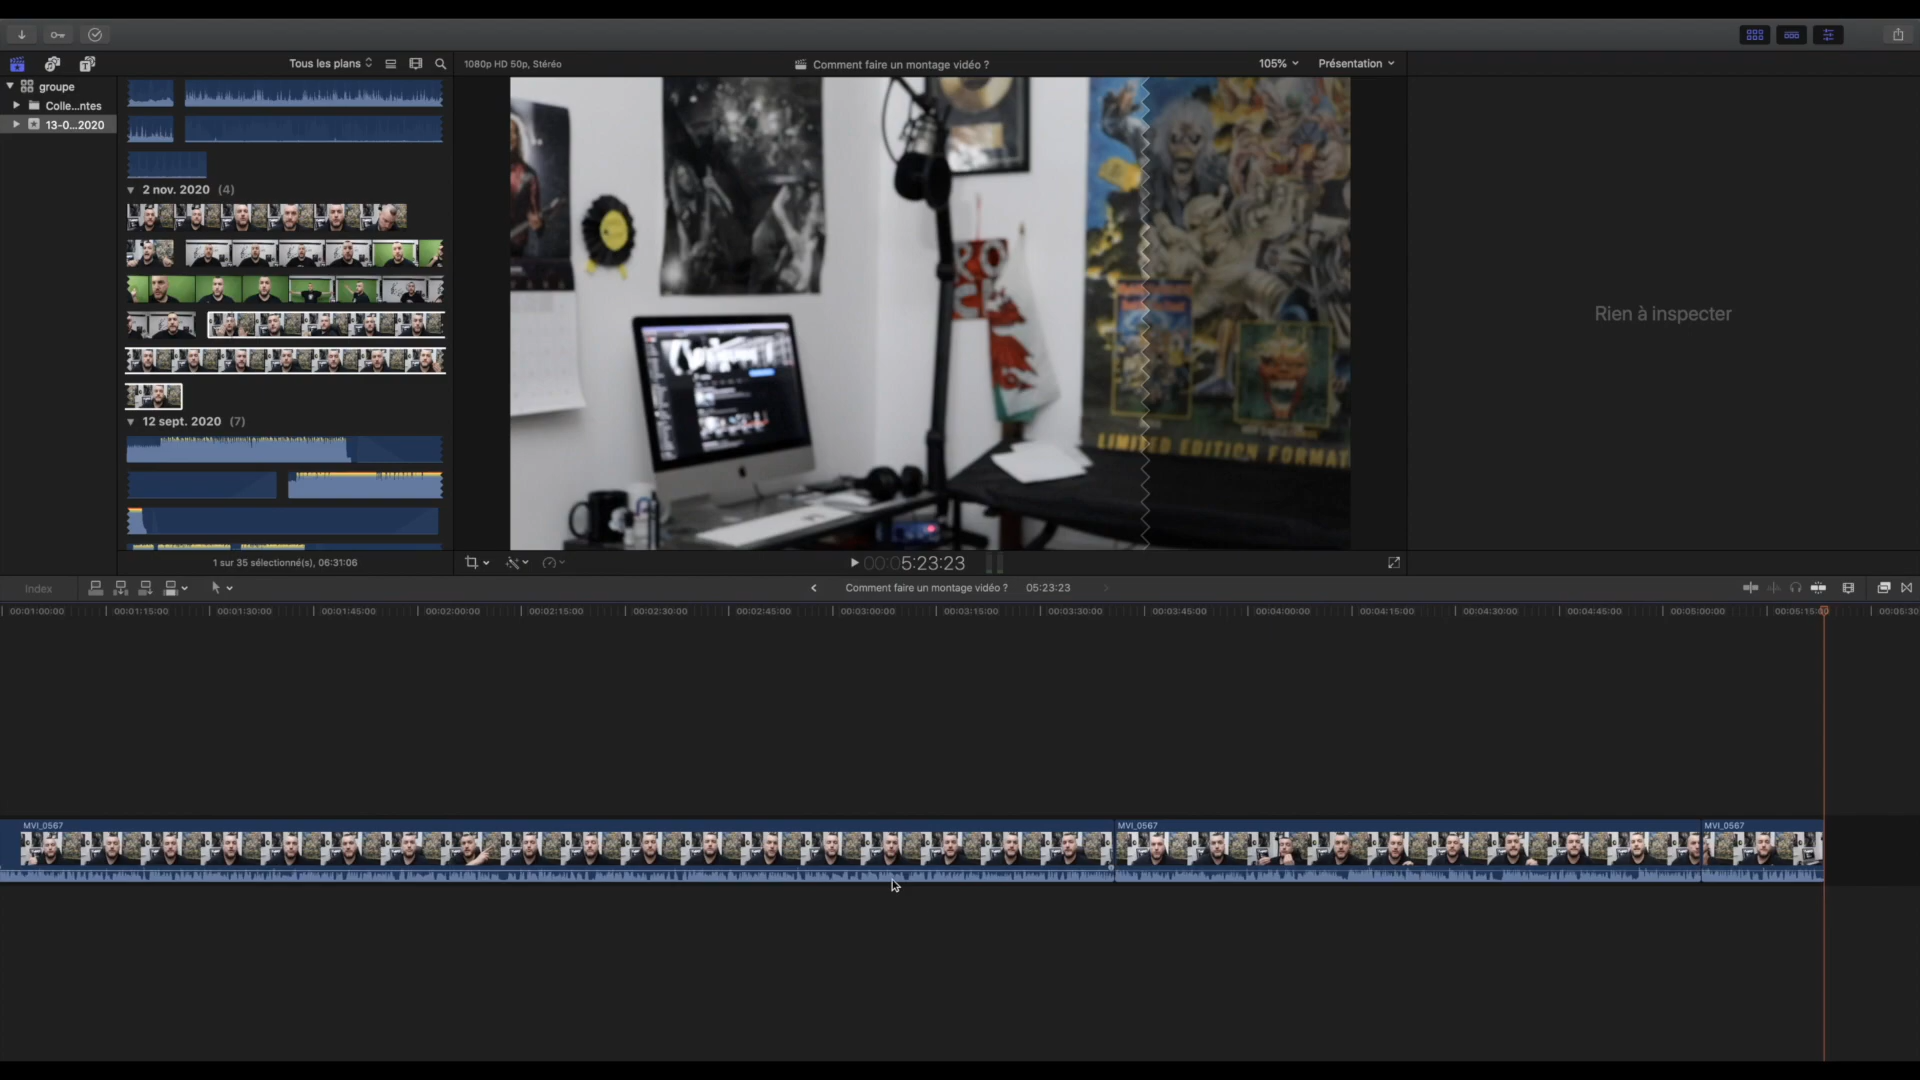 Tous les plans
1080p HD 50p, Stéréo
Comment faire un montage vidéo ?
105%
Présentation
groupe
Colle...ntes
13-0...2020
2 nov. 2020 (4)
12 sept. 2020 (7)
LIMITED EDITION FORMAT
Rien à inspecter
1 sur 35 sélectionné(s), 06:31:06
00:05:23:23
Index
Comment faire un montage vidéo ?
05:23:23
00:01:00:00
00:01:15:00
00:01:30:00
00:01:45:00
00:02:00:00
00:02:15:00
00:02:30:00
00:02:45:00
00:03:00:00
00:03:15:00
00:03:30:00
00:03:45:00
00:04:00:00
00:04:15:00
00:04:30:00
00:04:45:00
00:05:00:00
00:05:15:00
00:05:30
MVI_0567
MVI_0567
MVI_0567